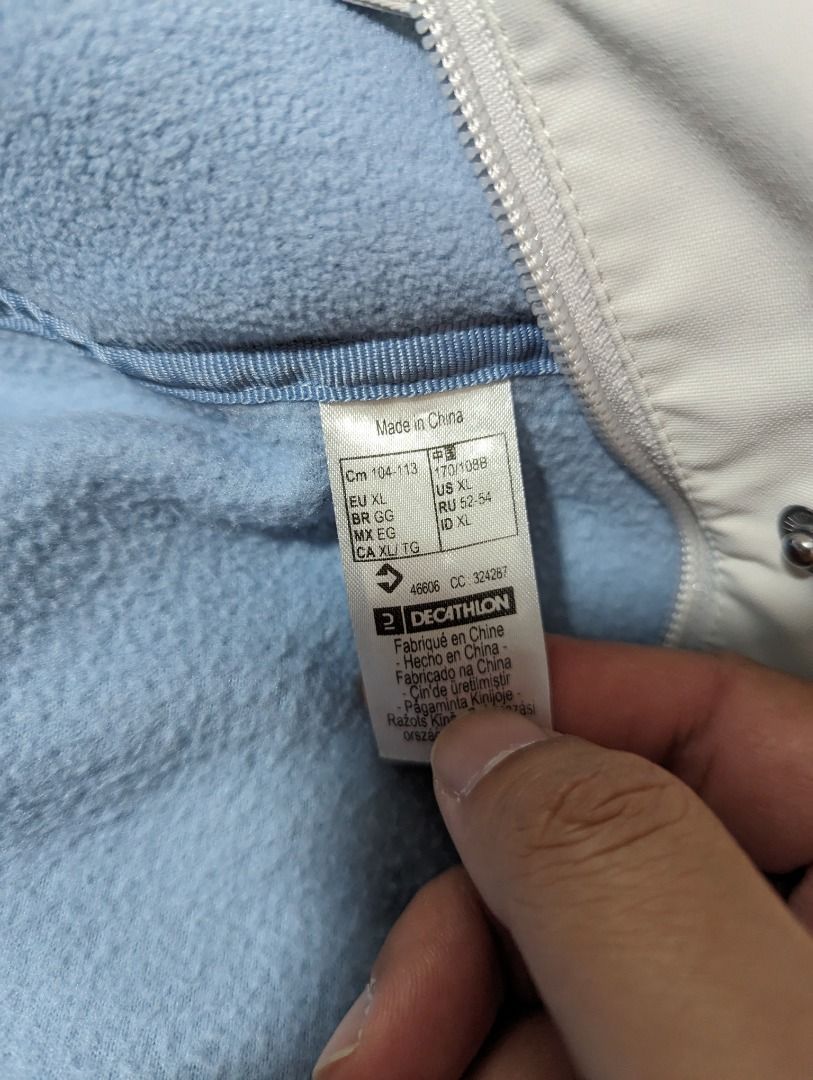 Made in China
Cm 104-113
EU XL
BR GG
MX EG
CA XL/ TG
中国
170/108B
US XL
RU 52-54
ID XL
46606 CC : 324287
DECATHLON
Fabriqué en Chine
- Hecho en China -
Fabricado na China
- Çin'de üretilmiştir
- Pagaminta Kinijoje -
Ražots